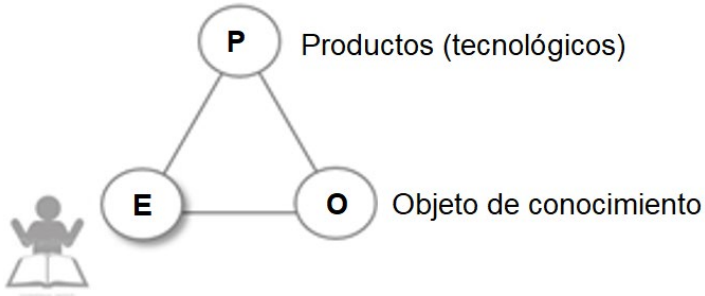 P
Productos (tecnológicos)
E
O
Objeto de conocimiento